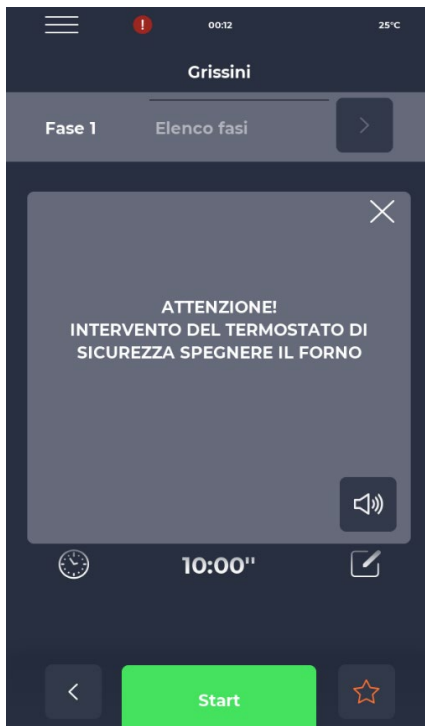 !
00:12
25°C
Grissini
Fase 1
Elenco fasi
ATTENZIONE!
INTERVENTO DEL TERMOSTATO DI
SICUREZZA SPEGNERE IL FORNO
10:00"
Start